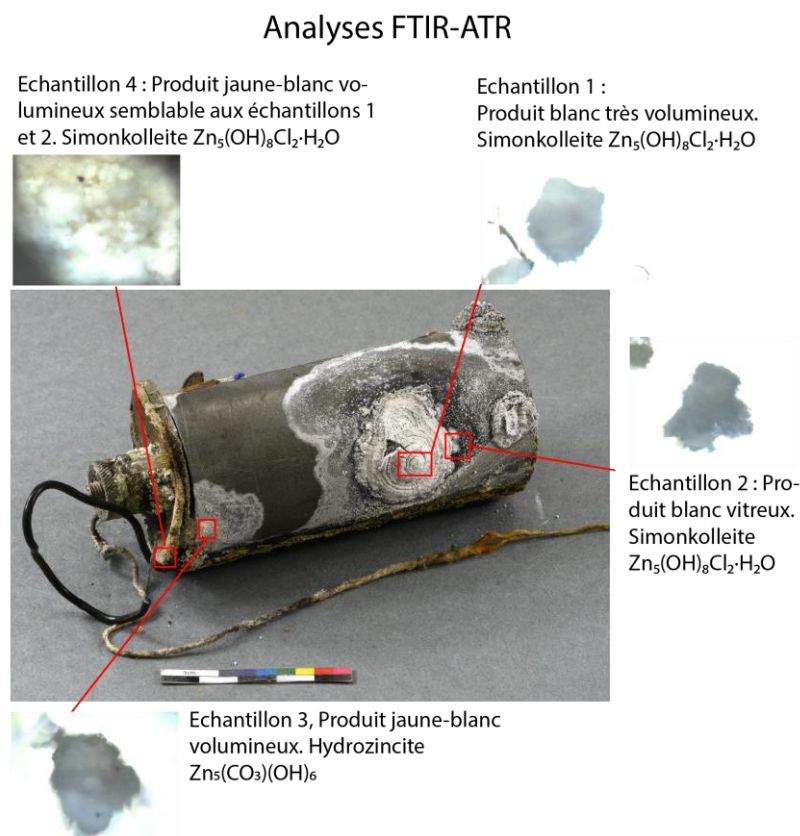 Analyses FTIR-ATR
Echantillon 4 : Produit jaune-blanc vo-
lumineux semblable aux échantillons 1
et 2. Simonkolleite Zn₅(OH)₈Cl₂·H₂O
Echantillon 1 :
Produit blanc très volumineux.
Simonkolleite Zn₅(OH)₈Cl₂·H₂O
Echantillon 2 : Pro-
duit blanc vitreux.
Simonkolleite
Zn₅(OH)₈Cl₂·H₂O
Echantillon 3, Produit jaune-blanc
volumineux. Hydrozincite
Zn₅(CO₃)(OH)₆